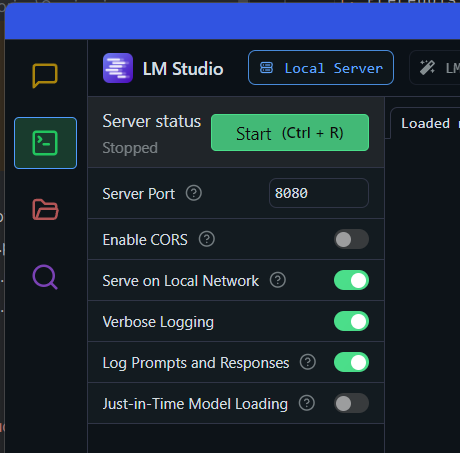 LM Studio
Local Server
LM
Server status
Start (Ctrl + R)
Stopped
Loaded
Server Port
8080
Enable CORS
Serve on Local Network
Verbose Logging
Log Prompts and Responses
Just-in-Time Model Loading